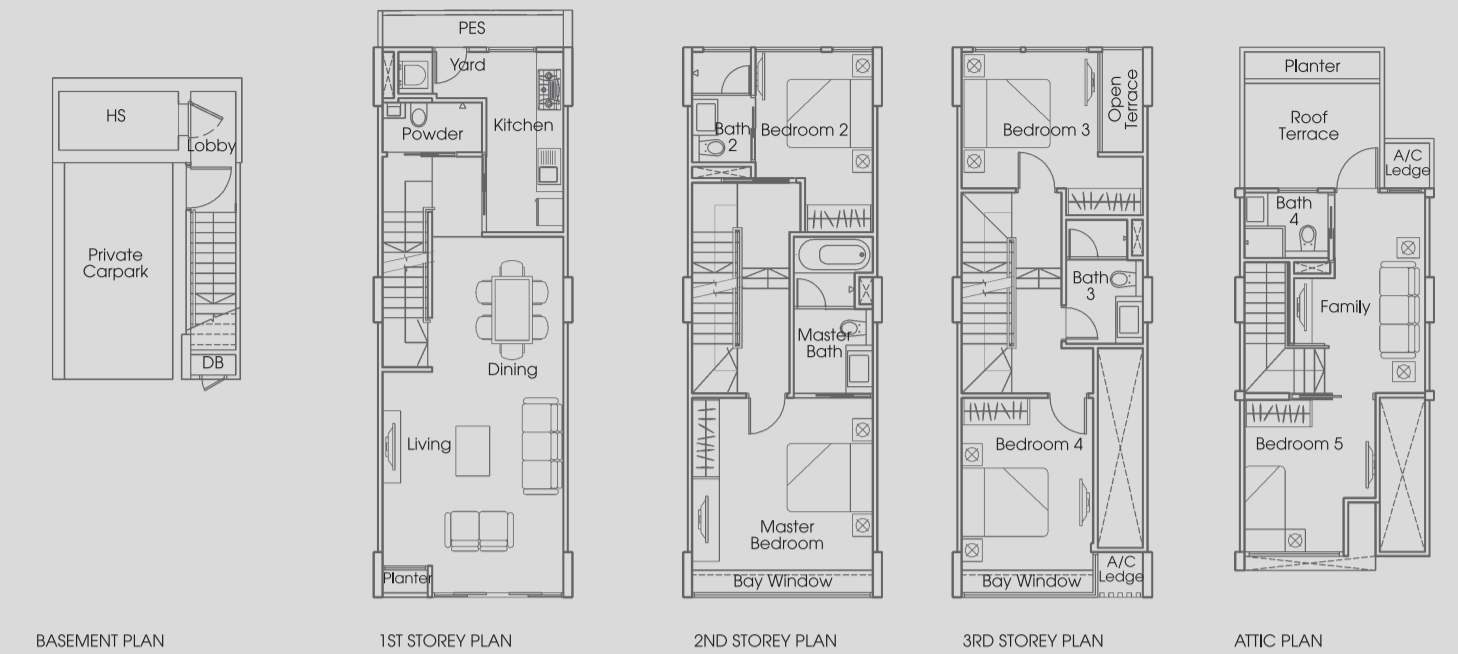 HS
Lobby
Private
Carpark
DB
BASEMENT PLAN
PES
Yard
Powder
Kitchen
Dining
Living
Planter
1ST STOREY PLAN
Bath
2
Bedroom 2
Master
Bath
Master
Bedroom
Bay Window
2ND STOREY PLAN
Bedroom 3
Open
Terrace
Bath
3
Bedroom 4
Bay Window
A/C
Ledge
3RD STOREY PLAN
Planter
Roof
Terrace
A/C
Ledge
Bath
4
Family
Bedroom 5
ATTIC PLAN